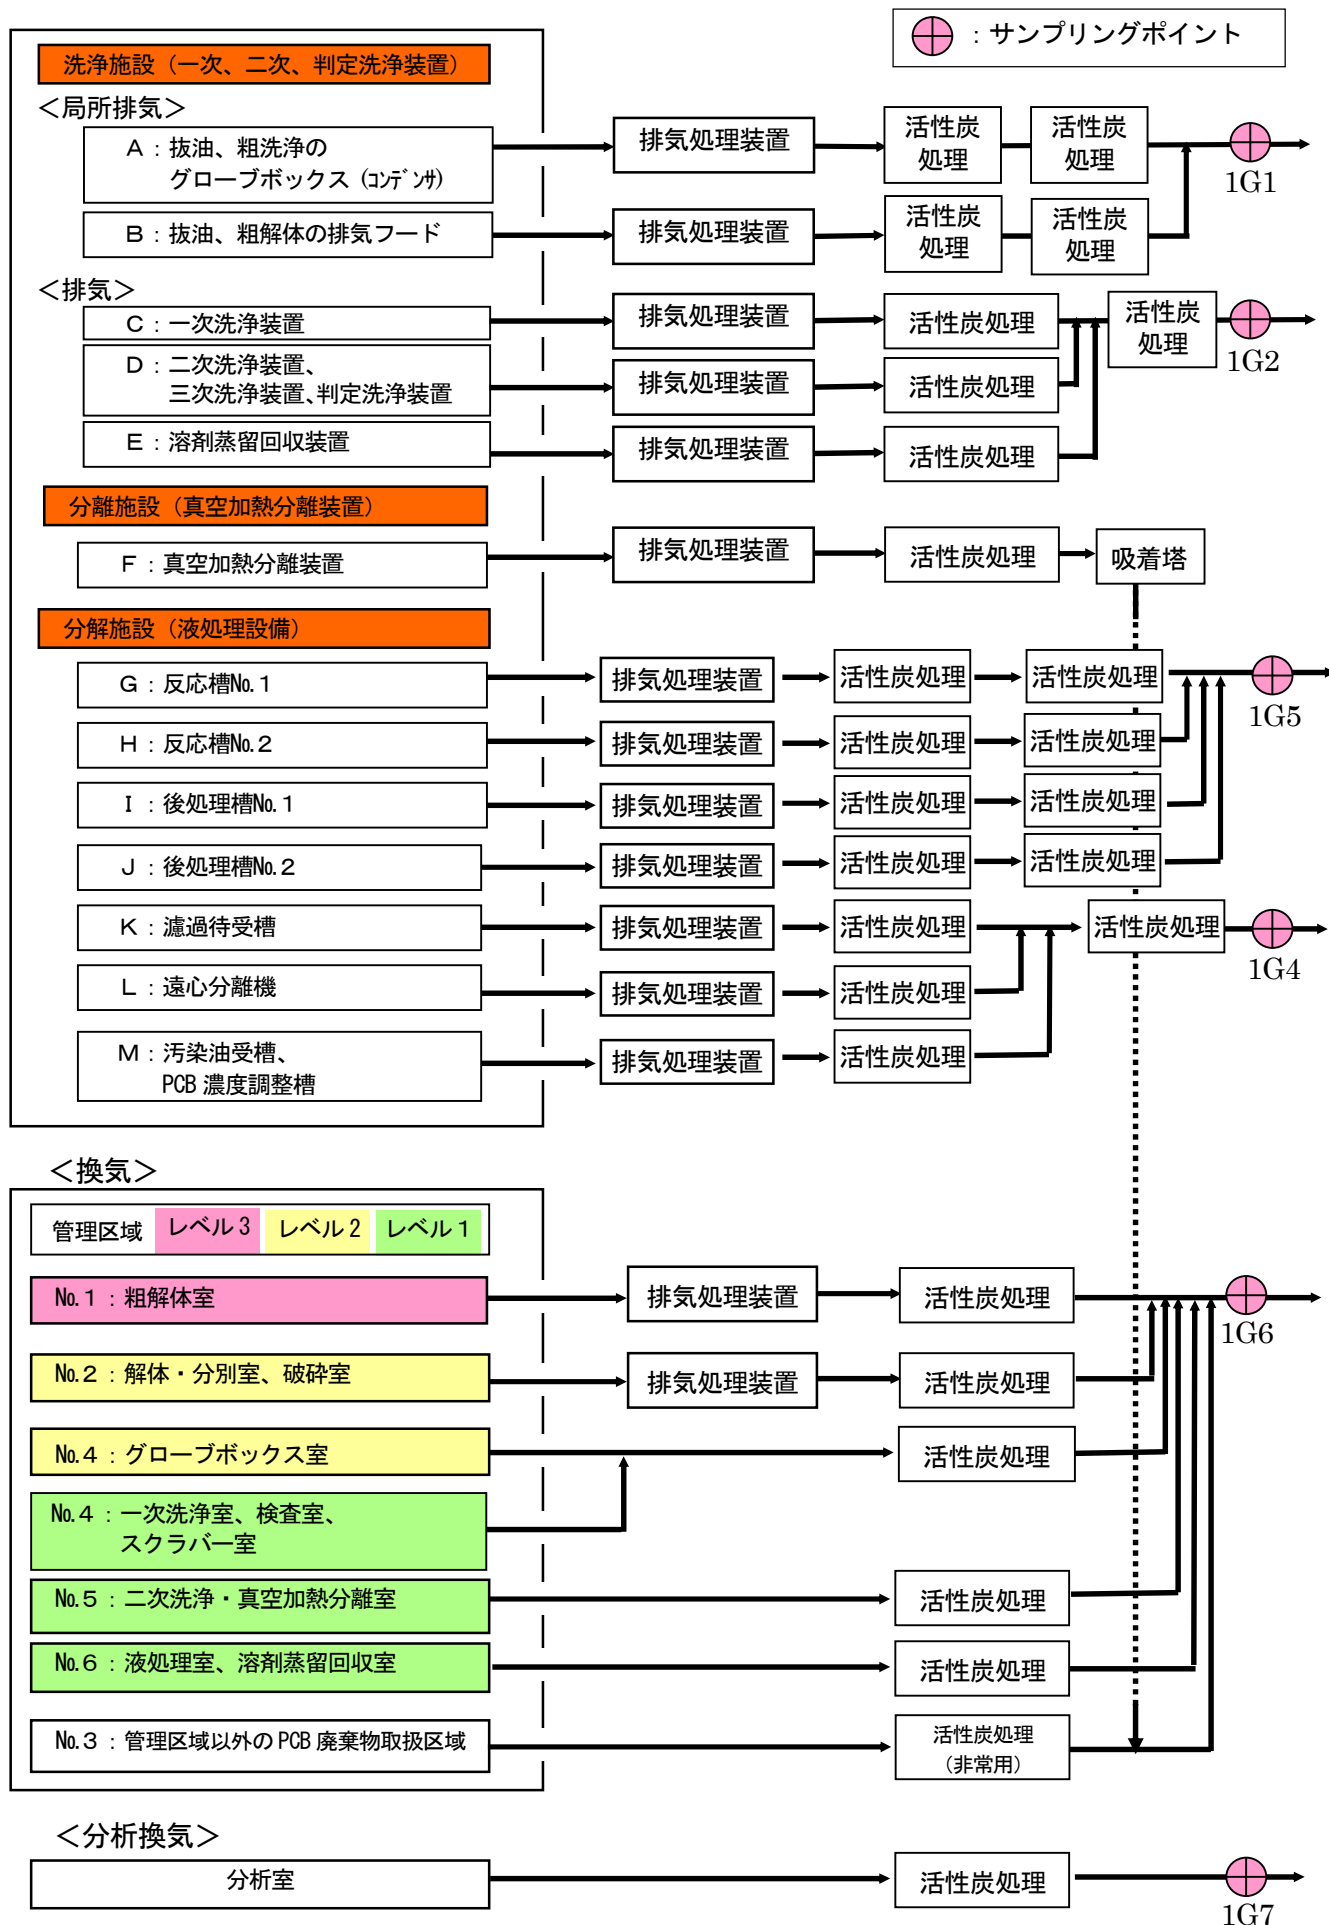 ：サンプリングポイント
洗浄施設（一次、二次、判定洗浄装置）
＜局所排気＞
Ａ：抜油、粗洗浄の
グローブボックス（ｺﾝﾃﾞﾝｻ）
排気処理装置
活性炭
処理
活性炭
処理
1G1
Ｂ：抜油、粗解体の排気フード
排気処理装置
活性炭
処理
活性炭
処理
＜排気＞
Ｃ：一次洗浄装置
排気処理装置
活性炭処理
活性炭
処理
1G2
Ｄ：二次洗浄装置、
三次洗浄装置、判定洗浄装置
排気処理装置
活性炭処理
Ｅ：溶剤蒸留回収装置
排気処理装置
活性炭処理
分離施設（真空加熱分離装置）
Ｆ：真空加熱分離装置
排気処理装置
活性炭処理
吸着塔
分解施設（液処理設備）
Ｇ：反応槽№1
排気処理装置
活性炭処理
活性炭処理
1G5
Ｈ：反応槽№2
排気処理装置
活性炭処理
活性炭処理
Ｉ：後処理槽№1
排気処理装置
活性炭処理
活性炭処理
Ｊ：後処理槽№2
排気処理装置
活性炭処理
活性炭処理
Ｋ：濾過待受槽
排気処理装置
活性炭処理
活性炭処理
1G4
Ｌ：遠心分離機
排気処理装置
活性炭処理
Ｍ：汚染油受槽、
PCB濃度調整槽
排気処理装置
活性炭処理
＜換気＞
管理区域 レベル3 レベル2 レベル1
№1：粗解体室
排気処理装置
活性炭処理
1G6
№2：解体・分別室、破砕室
排気処理装置
活性炭処理
№4：グローブボックス室
活性炭処理
№4：一次洗浄室、検査室、
スクラバー室
№5：二次洗浄・真空加熱分離室
活性炭処理
№6：液処理室、溶剤蒸留回収室
活性炭処理
№3：管理区域以外のPCB廃棄物取扱区域
活性炭処理
（非常用）
＜分析換気＞
分析室
活性炭処理
1G7